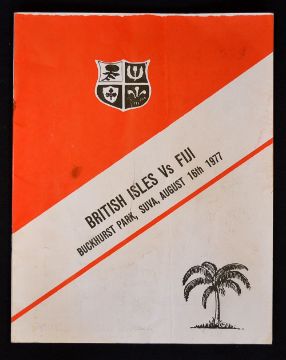 BRITISH ISLES Vs FIJI
BUCKHURST PARK, SUVA, AUGUST 16th 1977